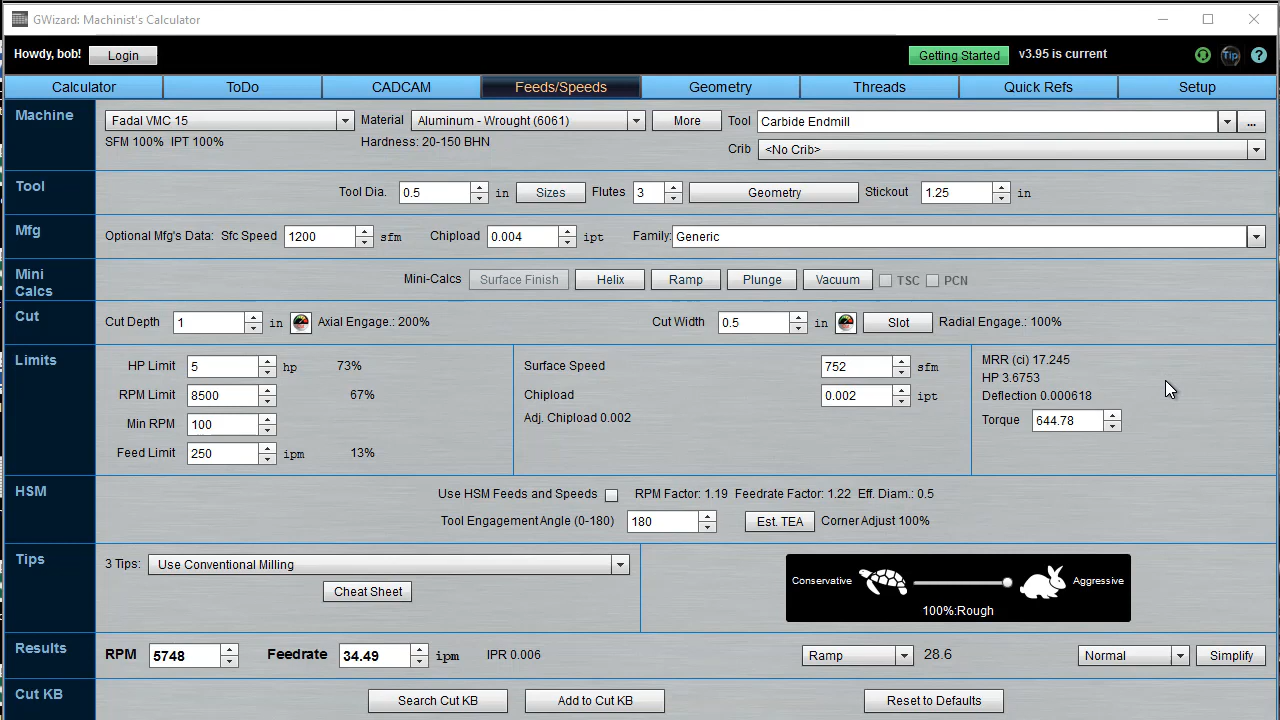 GWizard: Machinist's Calculator
Howdy, bob! Login Getting Started v3.95 is current Tip ?
Calculator ToDo CADCAM Feeds/Speeds Geometry Threads Quick Refs Setup
Machine Fadal VMC 15 Material Aluminum - Wrought (6061) More Tool Carbide Endmill ...
SFM 100% IPT 100% Hardness: 20-150 BHN Crib <No Crib>
Tool Tool Dia. 0.5 in Sizes Flutes 3 Geometry Stickout 1.25 in
Mfg Optional Mfg's Data: Sfc Speed 1200 sfm Chipload 0.004 ipt Family: Generic
Mini Calcs Mini-Calcs Surface Finish Helix Ramp Plunge Vacuum TSC PCN
Cut Cut Depth 1 in Axial Engage.: 200% Cut Width 0.5 in Slot Radial Engage.: 100%
Limits
HP Limit 5 hp 73%
RPM Limit 8500 67%
Min RPM 100
Feed Limit 250 ipm 13%
Surface Speed 752 sfm
Chipload 0.002 ipt
Adj. Chipload 0.002
MRR (ci) 17.245
HP 3.6753
Deflection 0.000618
Torque 644.78
HSM Use HSM Feeds and Speeds RPM Factor: 1.19 Feedrate Factor: 1.22 Eff. Diam.: 0.5
Tool Engagement Angle (0-180) 180 Est. TEA Corner Adjust 100%
Tips 3 Tips: Use Conventional Milling
Cheat Sheet
Conservative Aggressive
100%:Rough
Results RPM 5748 Feedrate 34.49 ipm IPR 0.006 Ramp 28.6 Normal Simplify
Cut KB Search Cut KB Add to Cut KB Reset to Defaults